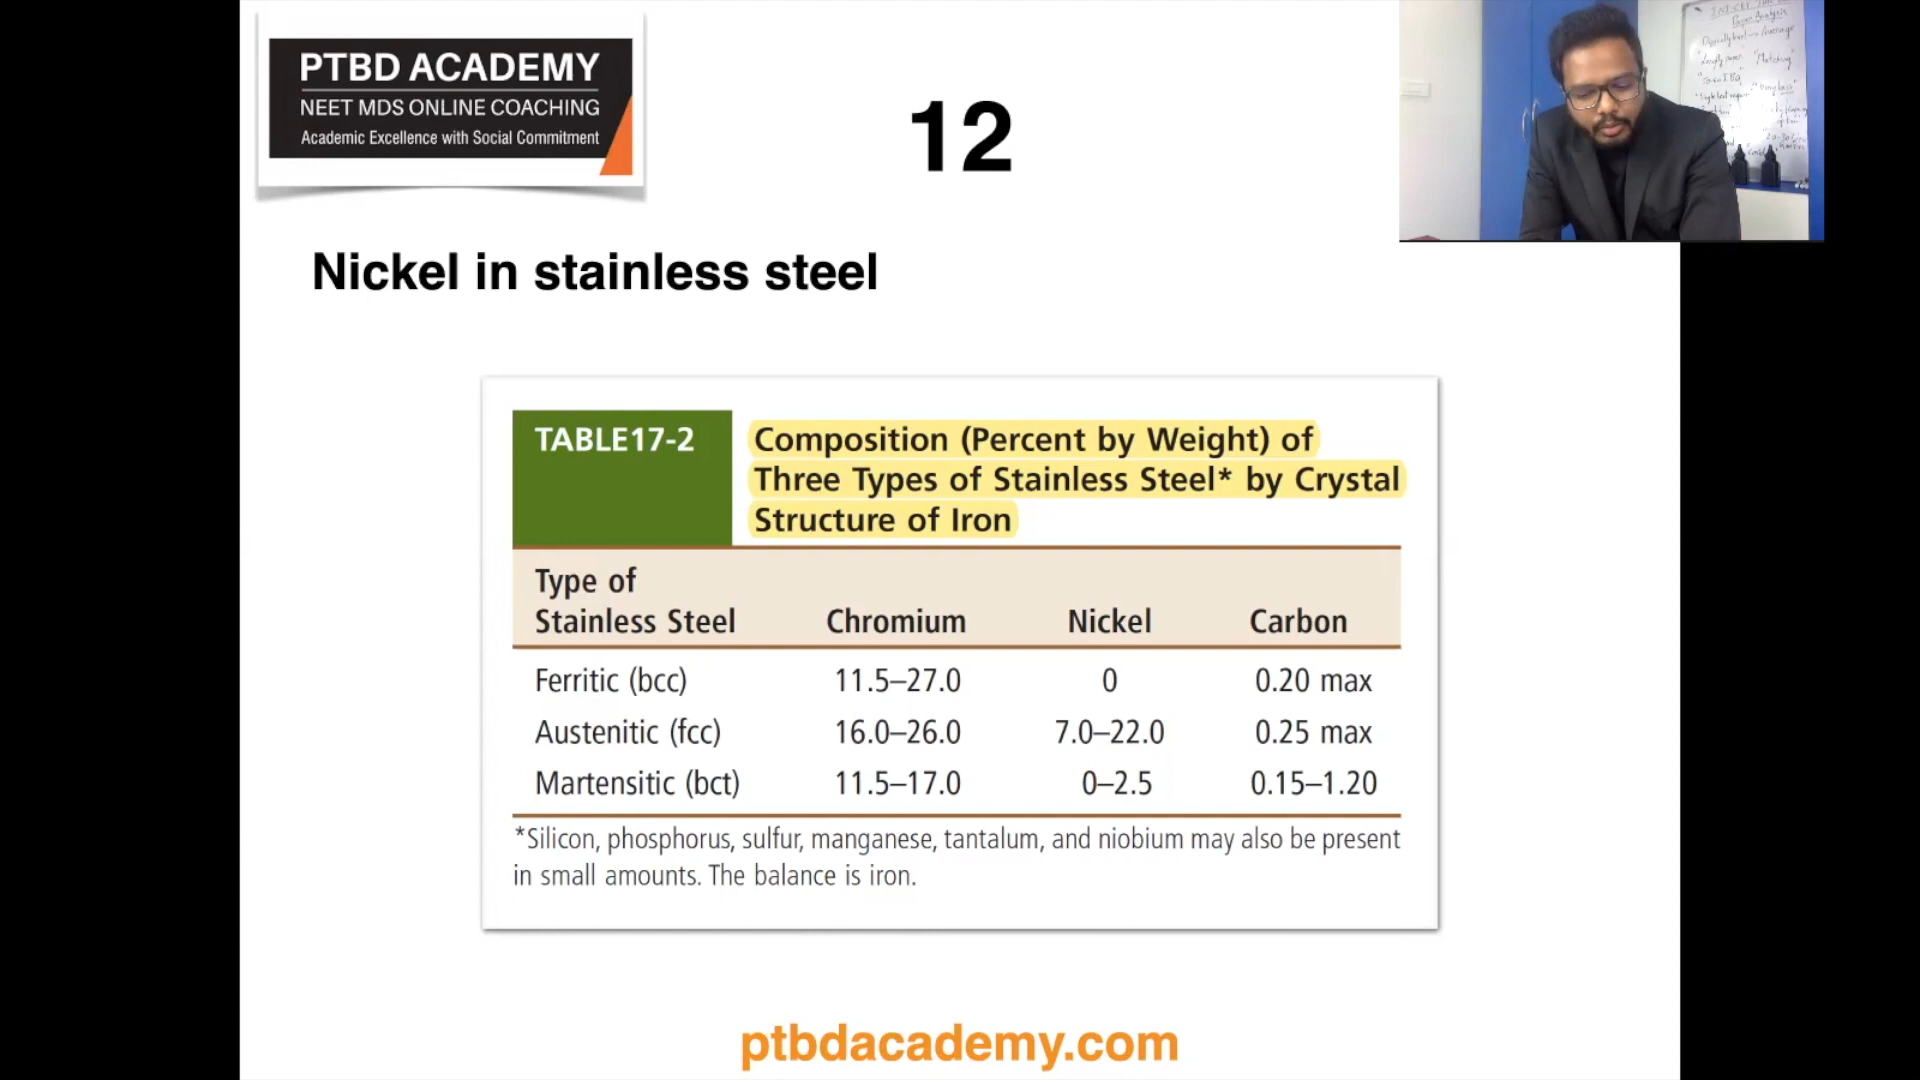 PTBD ACADEMY
NEET MDS ONLINE COACHING
Academic Excellence with Social Commitment
12
Paper Analysis
Average
"Matching"
Nickel in stainless steel
TABLE17-2
Composition (Percent by Weight) of
Three Types of Stainless Steel* by Crystal
Structure of Iron
Type of
Stainless Steel Chromium Nickel Carbon
Ferritic (bcc) 11.5–27.0 0 0.20 max
Austenitic (fcc) 16.0–26.0 7.0–22.0 0.25 max
Martensitic (bct) 11.5–17.0 0–2.5 0.15–1.20
*Silicon, phosphorus, sulfur, manganese, tantalum, and niobium may also be present
in small amounts. The balance is iron.
ptbdacademy.com